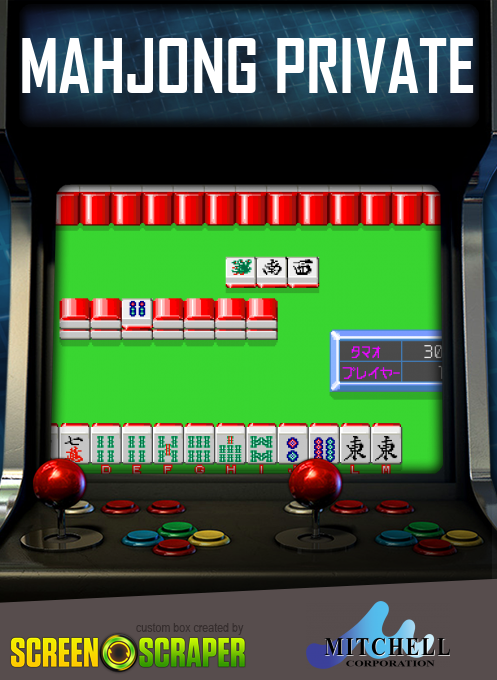 MAHJONG PRIVATE
南 西
タマオ 30
プレイヤー 1
七萬 東 東
D E F G H I J L M
custom box created by
SCREEN SCRAPER
MITCHELL
CORPORATION